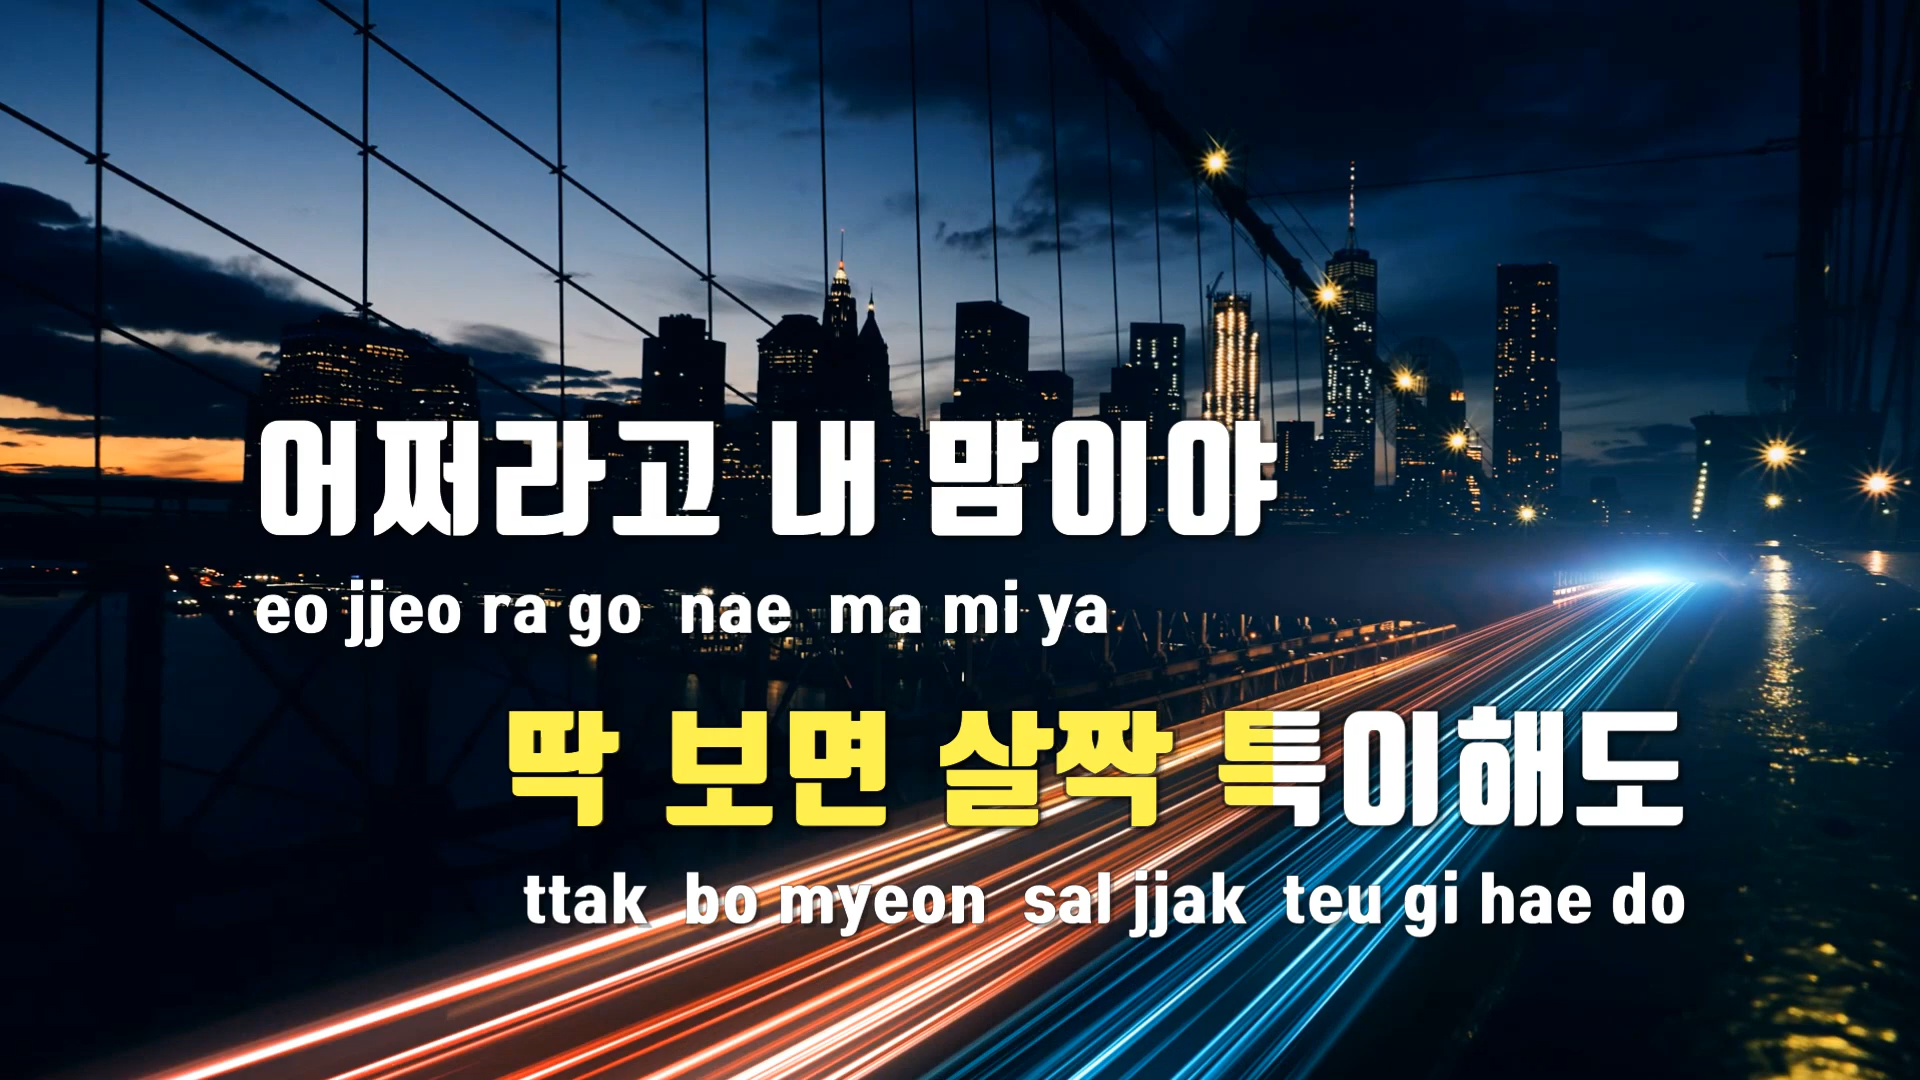 어쩌라고 내 맘이야
eo jjeo ra go nae ma mi ya
딱 보면 살짝 특이해도
ttak bo myeon sal jjak teu gi hae do